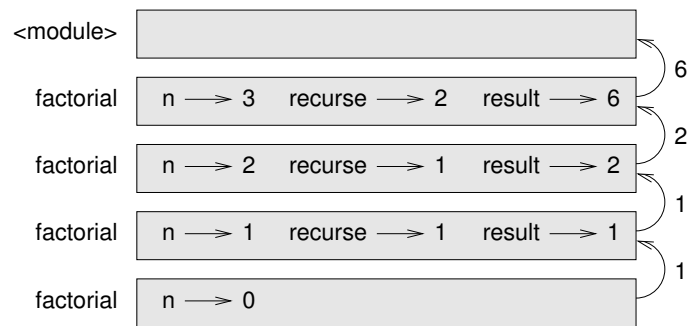 <module>
6
factorial n 3 recurse 2 result 6
2
factorial n 2 recurse 1 result 2
1
factorial n 1 recurse 1 result 1
1
factorial n 0